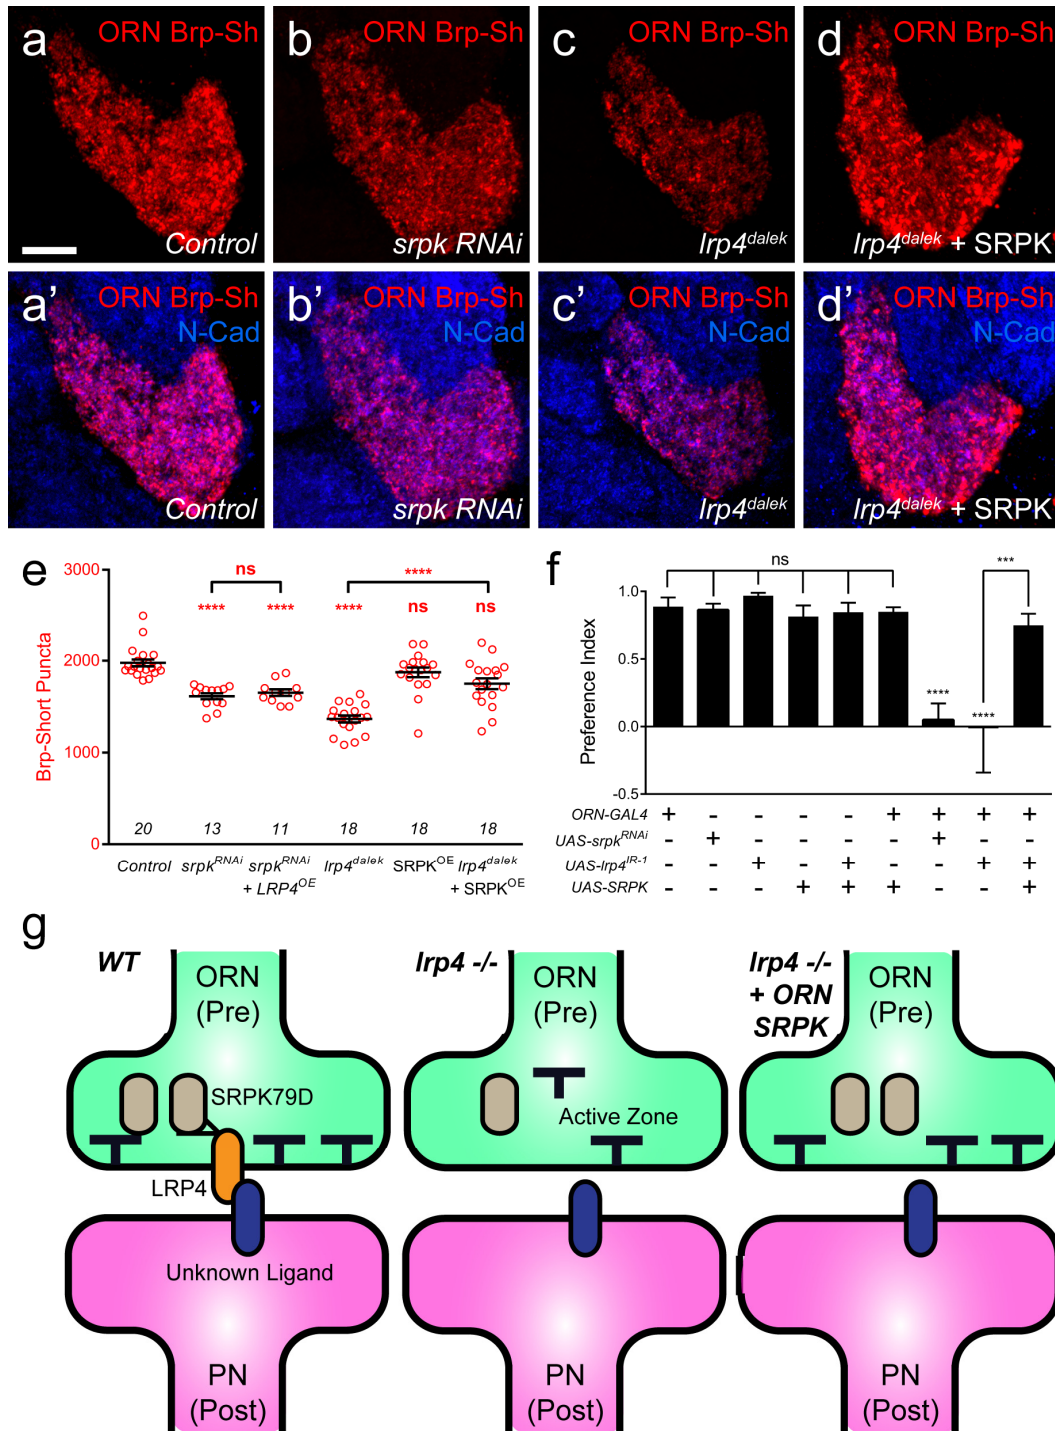 a ORN Brp-Sh
Control
b ORN Brp-Sh
srpk RNAi
c ORN Brp-Sh
lrp4dalek
d ORN Brp-Sh
lrp4dalek + SRPK
a' ORN Brp-Sh
N-Cad
Control
b' ORN Brp-Sh
N-Cad
srpk RNAi
c' ORN Brp-Sh
N-Cad
lrp4dalek
d' ORN Brp-Sh
N-Cad
lrp4dalek + SRPK
e
Brp-Short Puncta
3000
2000
1000
0
ns
****
**** **** **** ns ns
20 13 11 18 18 18
Control srpkRNAi srpkRNAi lrp4dalek SRPKOE lrp4dalek
+ LRP4OE + SRPKOE
f
Preference Index
1.0
0.5
0.0
-0.5
ns
***
****
****
ORN-GAL4 + - - - - + + + +
UAS-srpkRNAi - + - - - - + - -
UAS-lrp4IR-1 - - + - + - - + +
UAS-SRPK - - - + + + - - +
g
WT
ORN
(Pre)
SRPK79D
LRP4
Unknown Ligand
PN
(Post)
lrp4 -/-
ORN
(Pre)
Active Zone
PN
(Post)
lrp4 -/-
+ ORN
SRPK
ORN
(Pre)
PN
(Post)